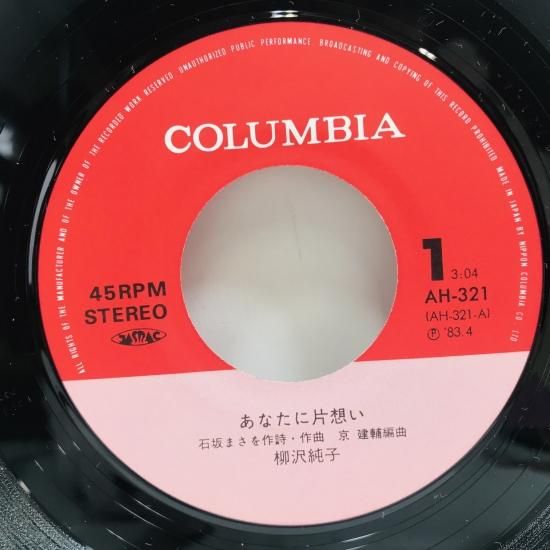 ALL RIGHTS OF THE MANUFACTURER AND OF THE OWNER OF THE RECORDED WORK RESERVED UNAUTHORIZED PUBLIC PERFORMANCE BROADCASTING AND COPYING OF THIS RECORD PROHIBITED MADE IN JAPAN BY NIPPON COLUMBIA CO. LTD
COLUMBIA
45RPM
STEREO
JASRAC
1 3:04
AH-321
(AH-321-A)
Ⓟ '83.4
あなたに片想い
石坂まさを作詩・作曲 京 建輔編曲
柳沢純子